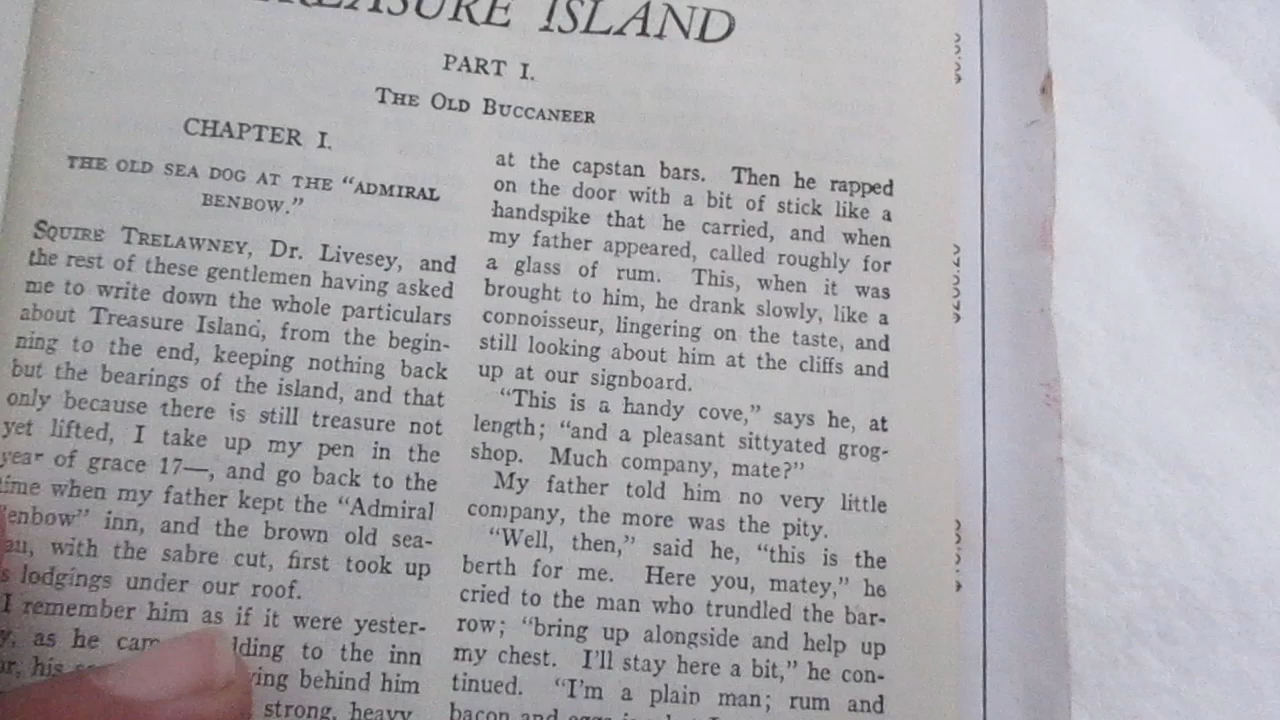 ISLAND
PART I.
THE OLD BUCCANEER
CHAPTER I.
THE OLD SEA DOG AT THE "ADMIRAL
BENBOW."
SQUIRE TRELAWNEY, Dr. Livesey, and
the rest of these gentlemen having asked
me to write down the whole particulars
about Treasure Island, from the begin-
ning to the end, keeping nothing back
but the bearings of the island, and that
only because there is still treasure not
yet lifted, I take up my pen in the
year of grace 17—, and go back to the
time when my father kept the "Admiral
Benbow" inn, and the brown old sea-
with the sabre cut, first took up
lodgings under our roof.
I remember him as if it were yester-
as he to the inn
his behind him
strong, heavy
at the capstan bars. Then he rapped
on the door with a bit of stick like a
handspike that he carried, and when
my father appeared, called roughly for
a glass of rum. This, when it was
brought to him, he drank slowly, like a
connoisseur, lingering on the taste, and
still looking about him at the cliffs and
up at our signboard.
"This is a handy cove," says he, at
length; "and a pleasant sittyated grog-
shop. Much company, mate?"
My father told him no very little
company, the more was the pity.
"Well, then," said he, "this is the
berth for me. Here you, matey," he
cried to the man who trundled the bar-
row; "bring up alongside and help up
my chest. I'll stay here a bit," he con-
tinued. "I'm a plain man; rum and
bacon and